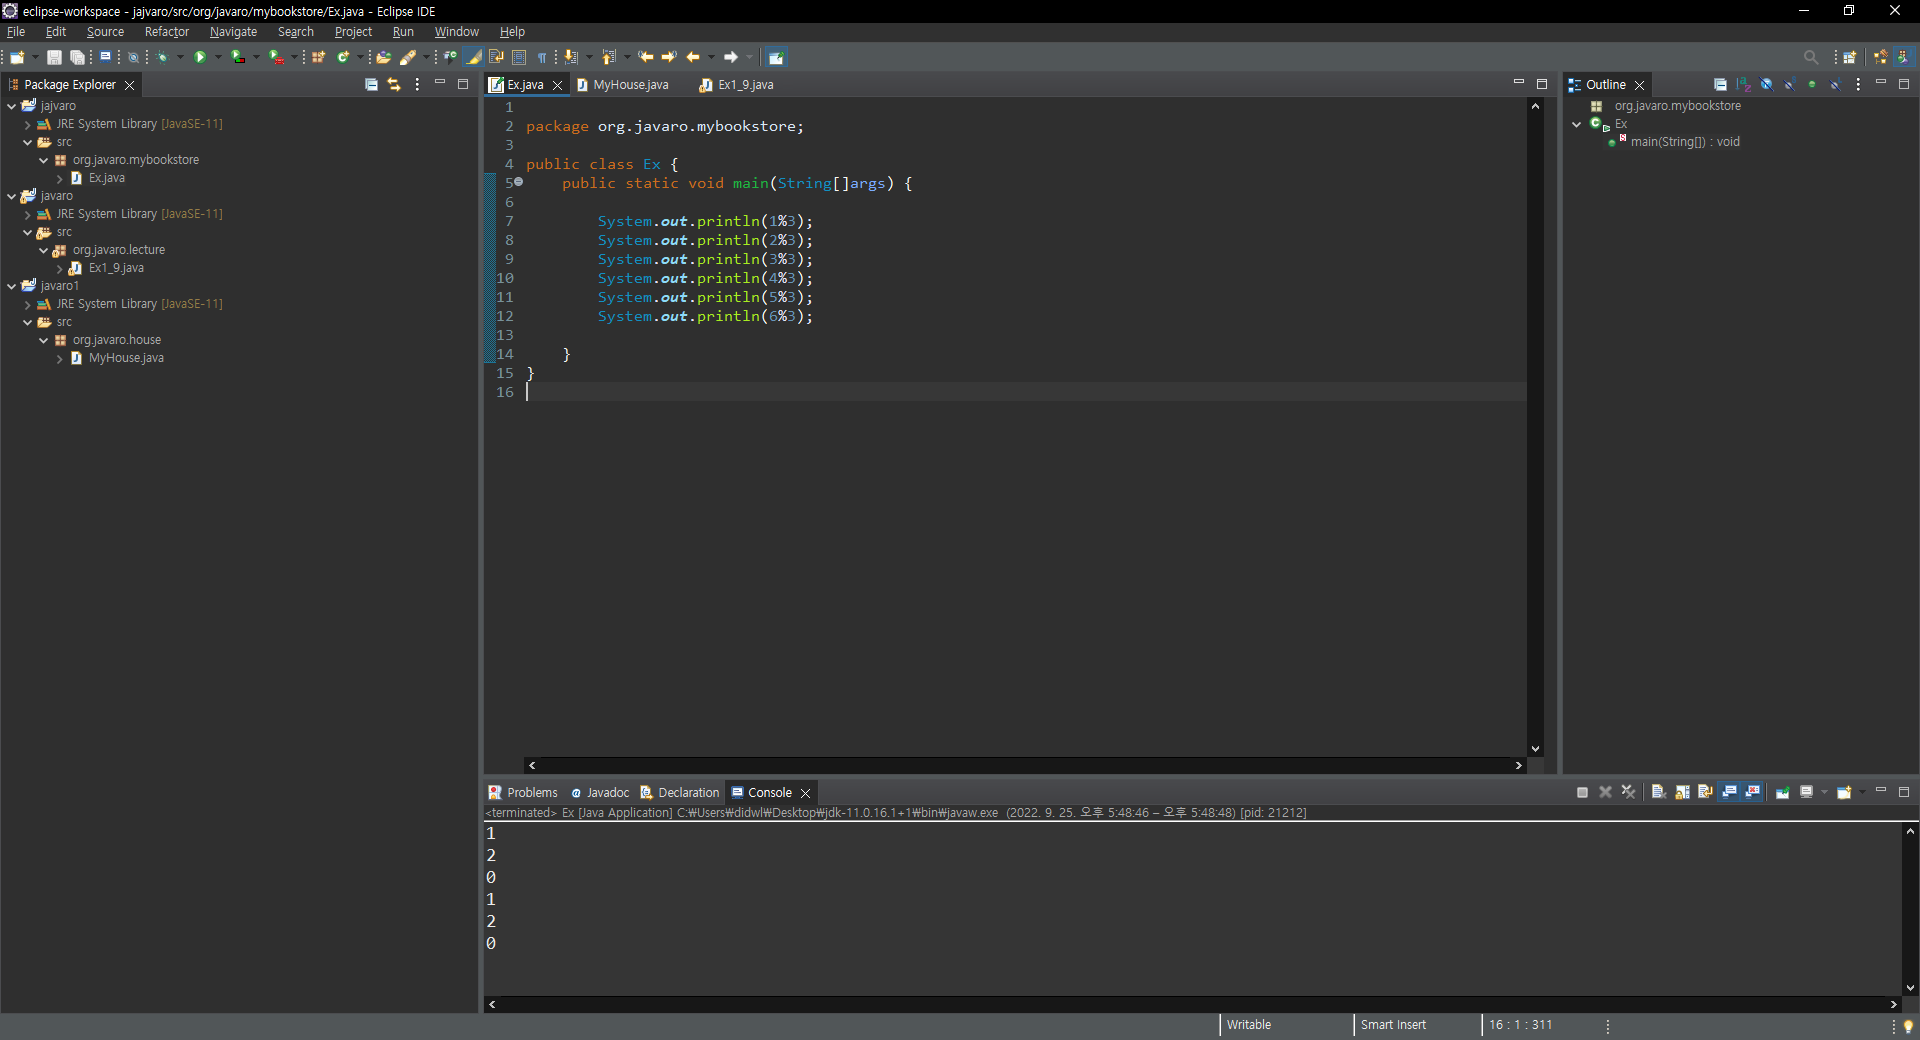 eclipse-workspace - jajvaro/src/org/javaro/mybookstore/Ex.java - Eclipse IDE
File Edit Source Refactor Navigate Search Project Run Window Help
Package Explorer
jajvaro
JRE System Library [JavaSE-11]
src
org.javaro.mybookstore
Ex.java
javaro
JRE System Library [JavaSE-11]
src
org.javaro.lecture
Ex1_9.java
javaro1
JRE System Library [JavaSE-11]
src
org.javaro.house
MyHouse.java
Ex.java MyHouse.java Ex1_9.java
1
2 package org.javaro.mybookstore;
3
4 public class Ex {
5 public static void main(String[]args) {
6
7 System.out.println(1%3);
8 System.out.println(2%3);
9 System.out.println(3%3);
10 System.out.println(4%3);
11 System.out.println(5%3);
12 System.out.println(6%3);
13
14 }
15 }
16
Outline
org.javaro.mybookstore
Ex
main(String[]) : void
Problems Javadoc Declaration Console
<terminated> Ex [Java Application] C:₩Users₩didwl₩Desktop₩jdk-11.0.16.1+1₩bin₩javaw.exe (2022. 9. 25. 오후 5:48:46 – 오후 5:48:48) [pid: 21212]
1
2
0
1
2
0
Writable Smart Insert 16 : 1 : 311